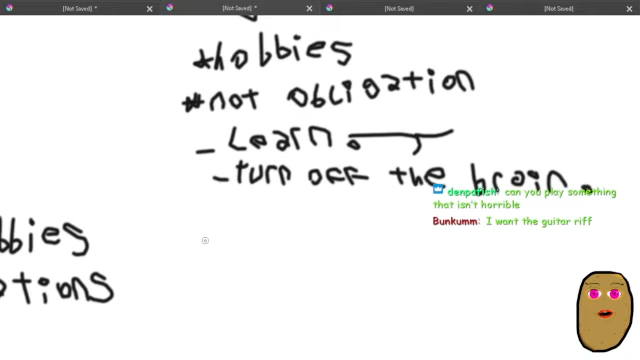 [Not Saved] * [Not Saved] * [Not Saved] [Not Saved]
*hobbies
*not obligation
- Learn.
- turn off the brain.
denpafish can you play something
that isn't horrible
Bunkumm: I want the guitar riff
bbies
otions